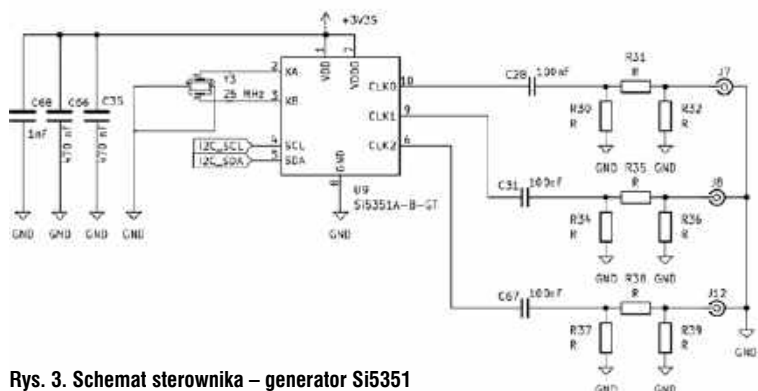 +3V3S
C68
1nF
C66
470 nF
C35
470 nF
GND
GND
GND
GND
Y3
25 MHz
2
XA
3
XB
1
VDD
7
VDDO
I2C_SCL
4
SCL
I2C_SDA
5
SDA
GND
8
GND
U9
Si5351A-B-GT
CLK0
10
CLK1
9
CLK2
6
C28
100nF
R31
R
J7
R30
R
R32
R
GND
GND
C31
100nF
R35
R
J8
R34
R
R36
R
GND
GND
C67
100nF
R38
R
J12
R37
R
R39
R
GND
GND
GND
Rys. 3. Schemat sterownika – generator Si5351